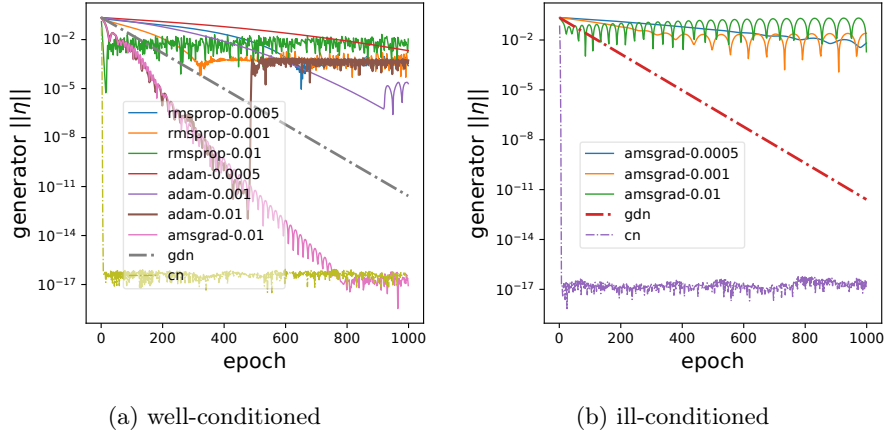 generator ||η||
10⁻²
10⁻⁵
10⁻⁸
10⁻¹¹
10⁻¹⁴
10⁻¹⁷
rmsprop-0.0005
rmsprop-0.001
rmsprop-0.01
adam-0.0005
adam-0.001
adam-0.01
amsgrad-0.01
gdn
cn
0 200 400 600 800 1000
epoch
(a) well-conditioned
generator ||η||
10⁻²
10⁻⁵
10⁻⁸
10⁻¹¹
10⁻¹⁴
10⁻¹⁷
amsgrad-0.0005
amsgrad-0.001
amsgrad-0.01
gdn
cn
0 200 400 600 800 1000
epoch
(b) ill-conditioned